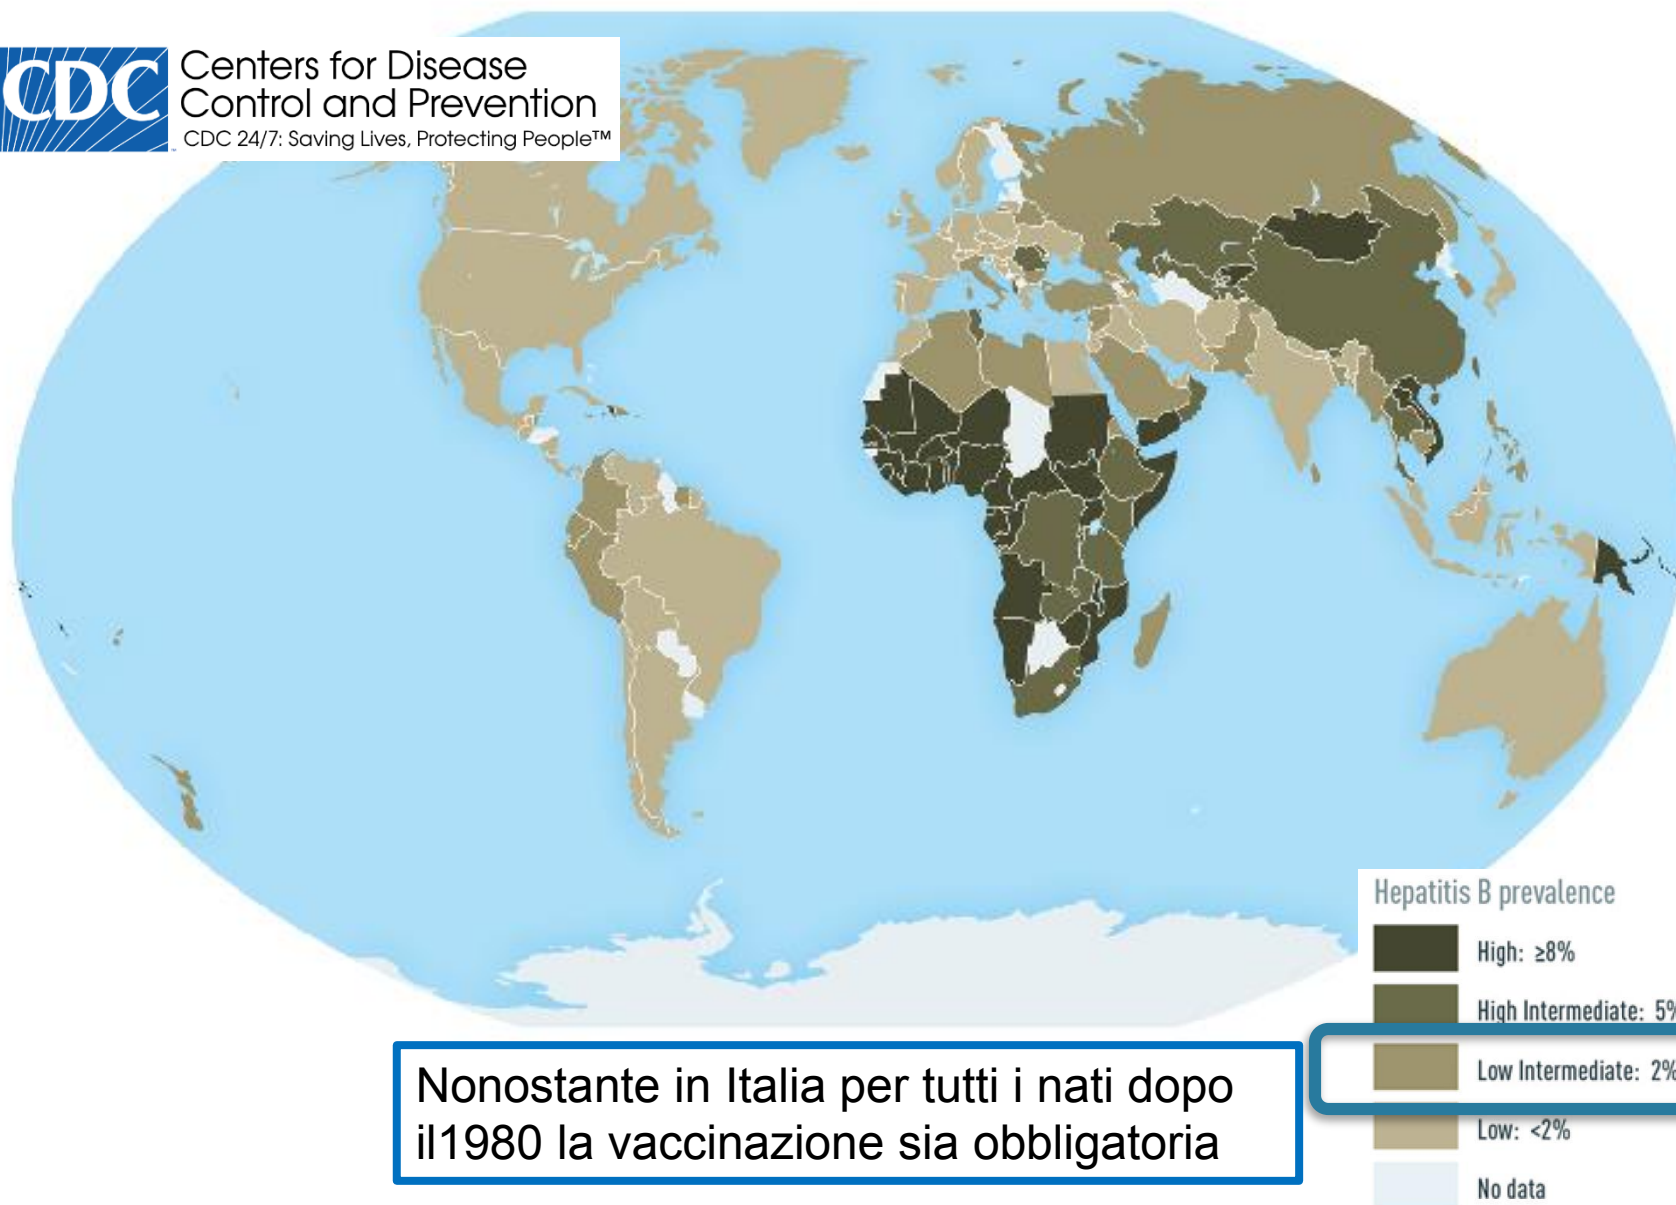 CDC
Centers for Disease
Control and Prevention
CDC 24/7: Saving Lives, Protecting People™
Hepatitis B prevalence
High: ≥8%
High Intermediate: 5%
Low Intermediate: 2%
Low: <2%
No data
Nonostante in Italia per tutti i nati dopo
il1980 la vaccinazione sia obbligatoria